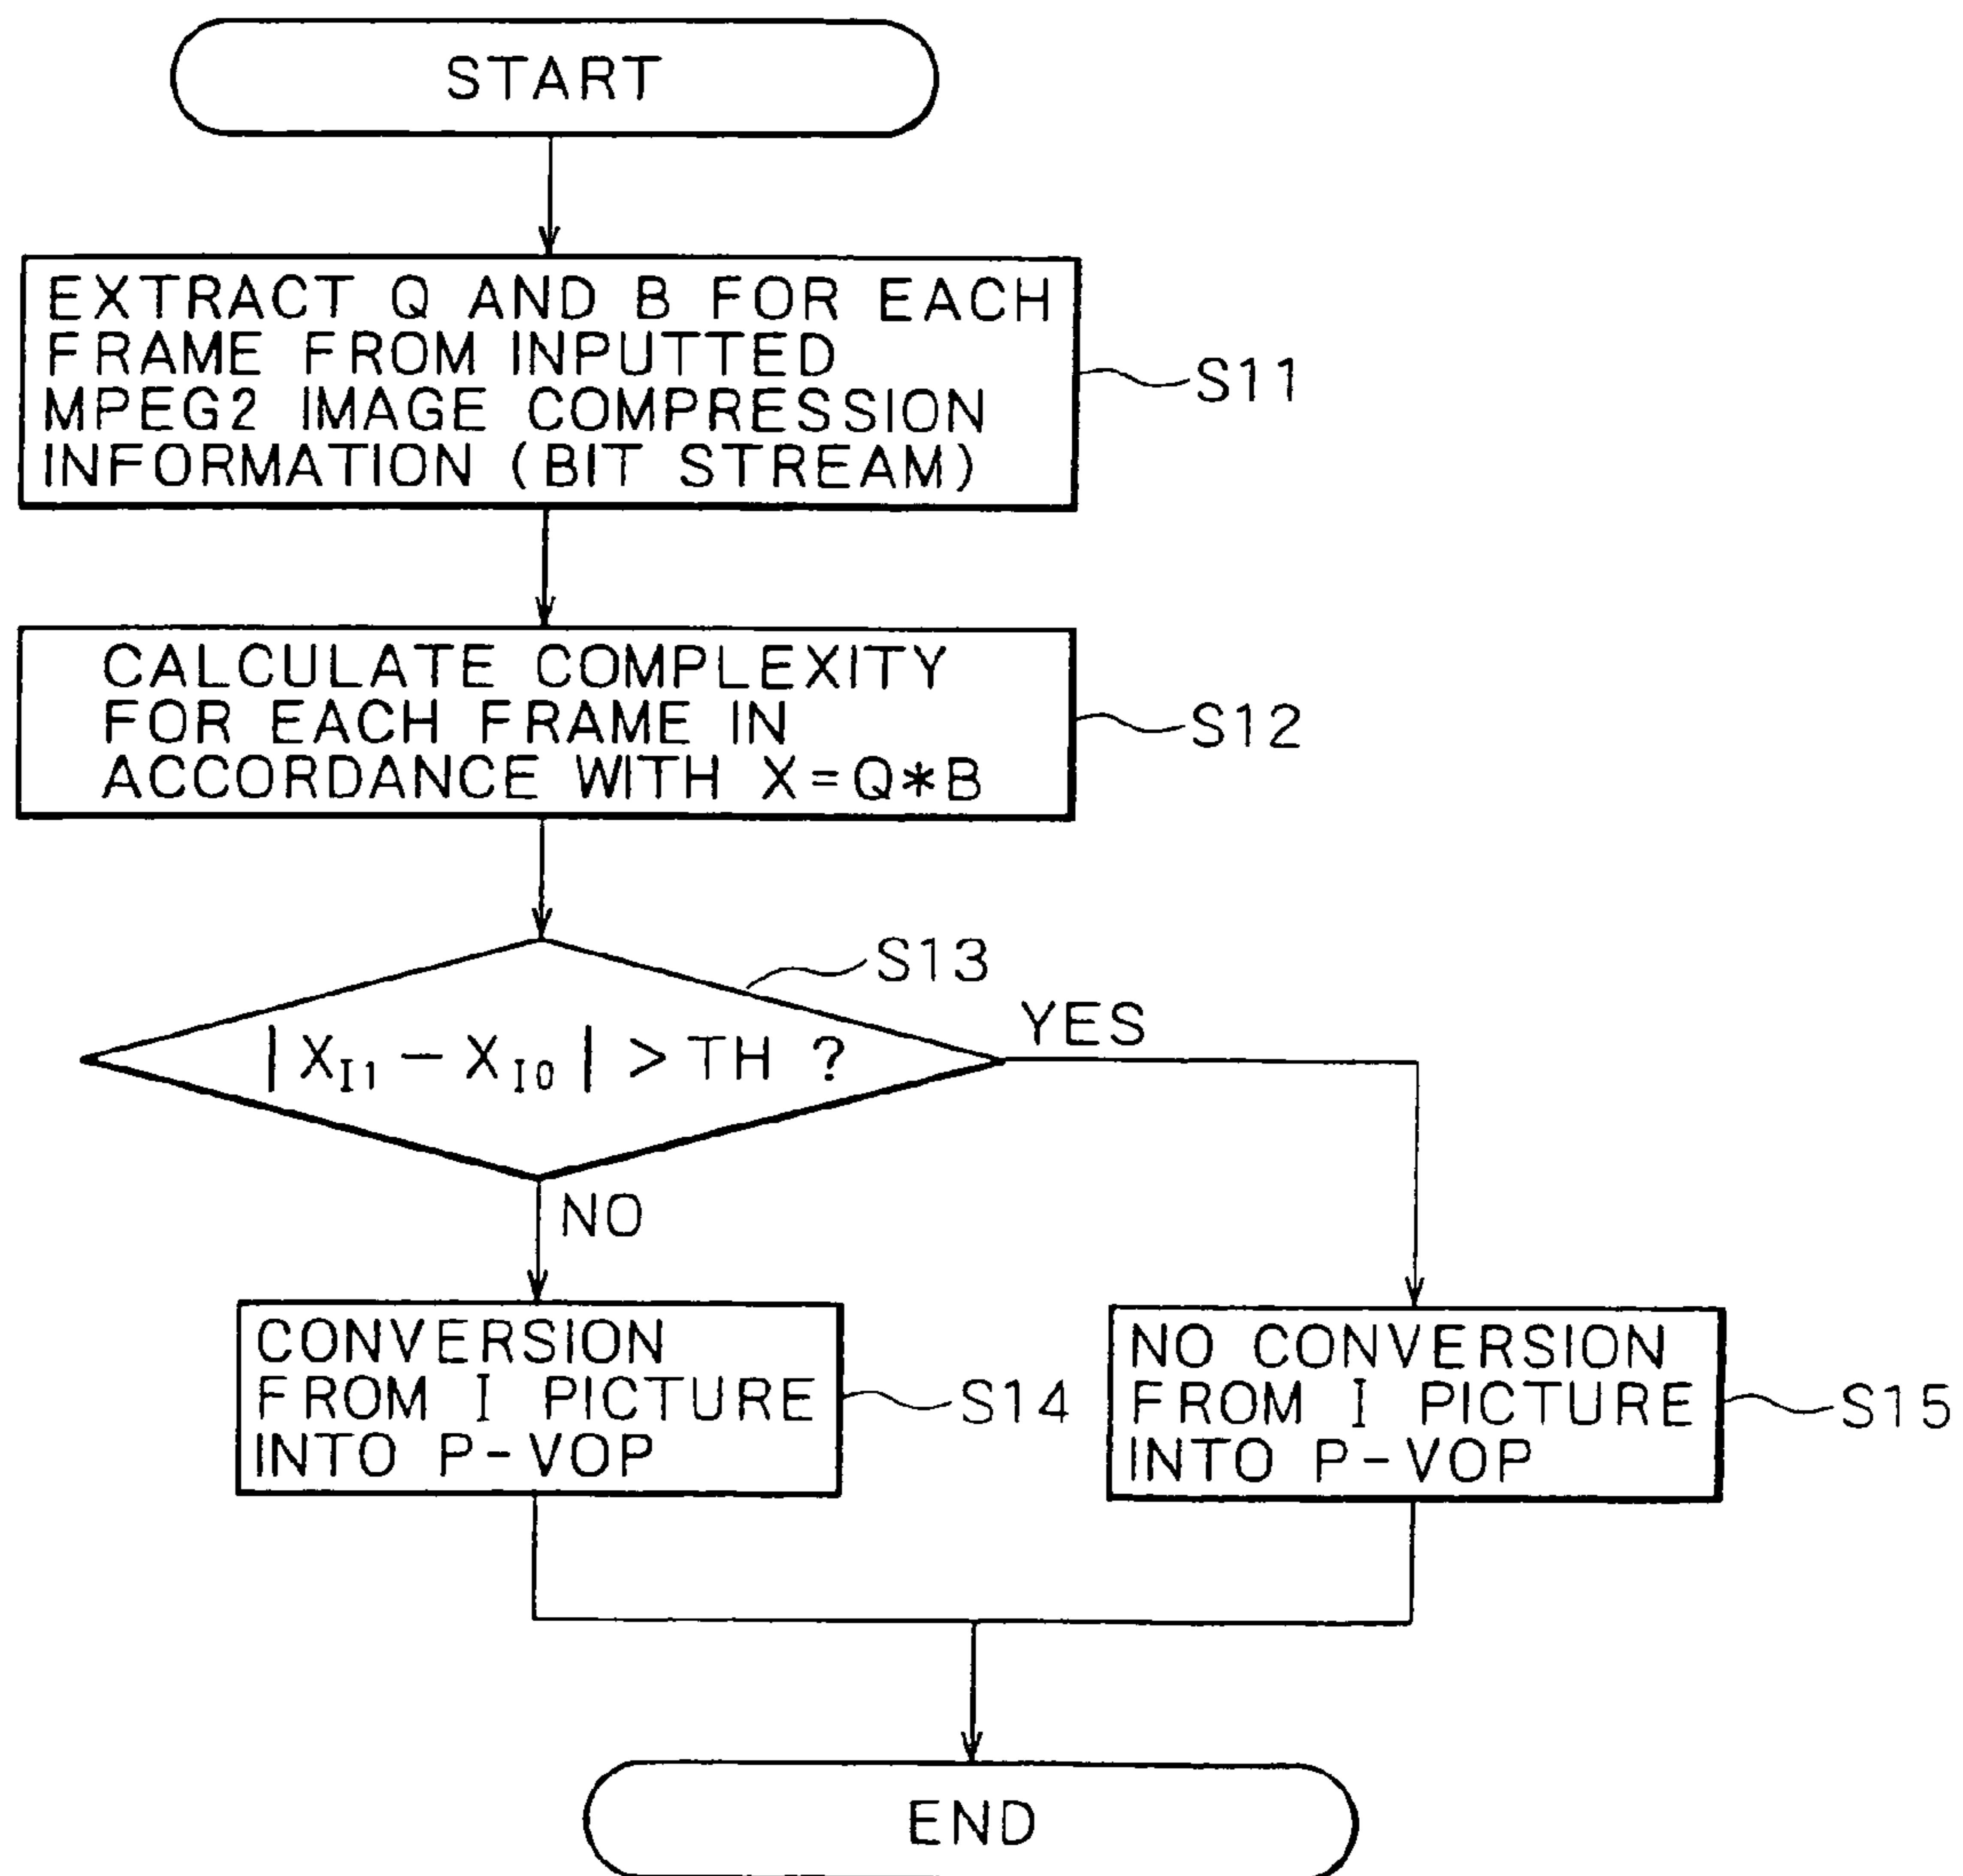 START
EXTRACT Q AND B FOR EACH
FRAME FROM INPUTTED
MPEG2 IMAGE COMPRESSION
INFORMATION (BIT STREAM)
S11
CALCULATE COMPLEXITY
FOR EACH FRAME IN
ACCORDANCE WITH X=Q*B
S12
S13
| X_I1 − X_I0 | > TH ?
YES
NO
CONVERSION
FROM I PICTURE
INTO P-VOP
S14
NO CONVERSION
FROM I PICTURE
INTO P-VOP
S15
END